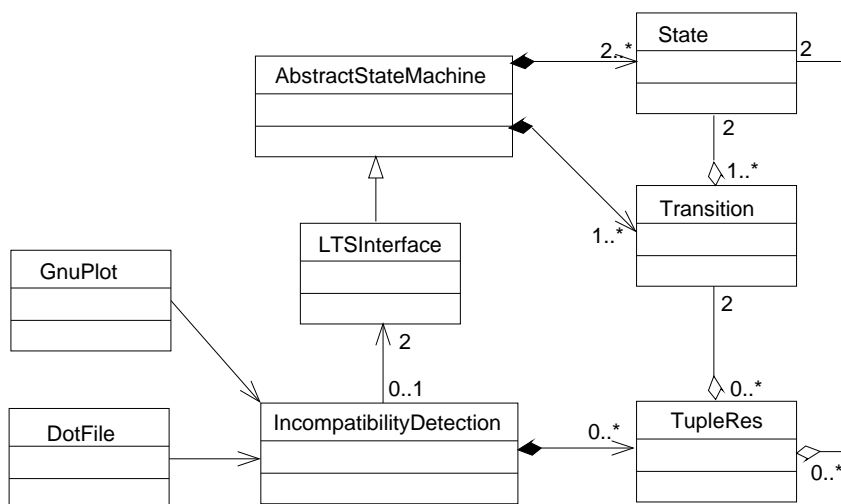 State
2..*
2
AbstractStateMachine
2
1..*
Transition
1..*
LTSInterface
GnuPlot
2
2
0..1
0..*
IncompatibilityDetection
TupleRes
DotFile
0..*
0..*